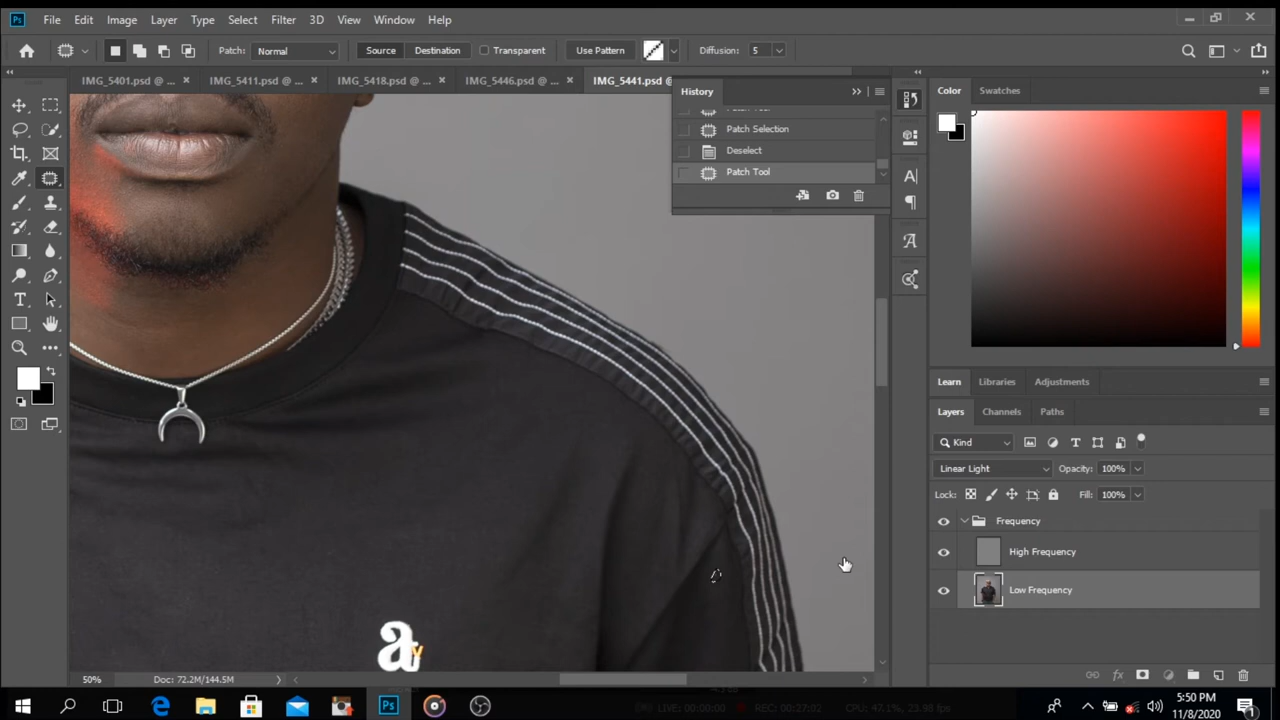 Ps File Edit Image Layer Type Select Filter 3D View Window Help
Patch: Normal Source Destination Transparent Use Pattern Diffusion: 5
IMG_5401.psd @ ... × IMG_5411.psd @ ... × IMG_5418.psd @ ... × IMG_5446.psd @ ... × IMG_5441.psd @
History
Patch Tool
Patch Selection
Deselect
Patch Tool
a
y
50% Doc: 72.2M/144.5M
Color Swatches
Learn Libraries Adjustments
Layers Channels Paths
Kind
Linear Light Opacity: 100%
Lock: Fill: 100%
Frequency
High Frequency
Low Frequency
LIVE: 00:00:00 REC: 00:27:02 CPU: 47.1%, 23.98 fps
5:50 PM
11/8/2020
1